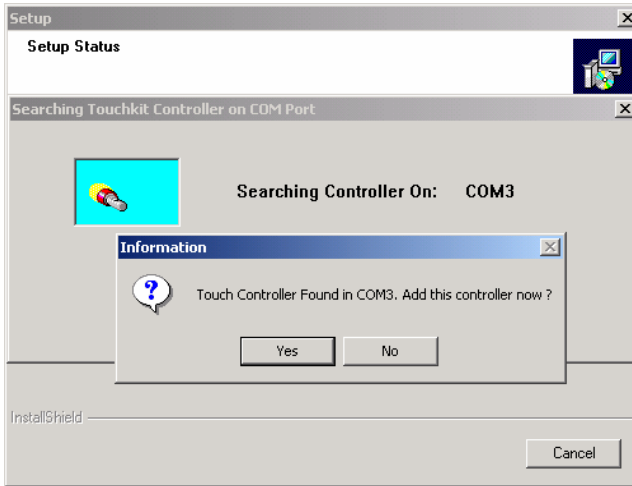 Setup
Setup Status
Searching Touchkit Controller on COM Port
Searching Controller On: COM3
Information
Touch Controller Found in COM3. Add this controller now ?
Yes No
InstallShield
Cancel